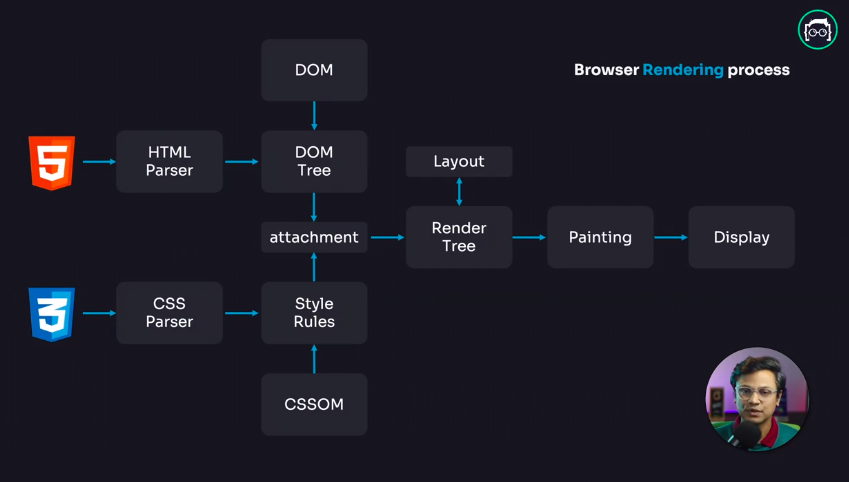 Browser Rendering process
DOM
HTML
Parser
DOM
Tree
Layout
attachment
Render
Tree
Painting
Display
CSS
Parser
Style
Rules
CSSOM
5
3